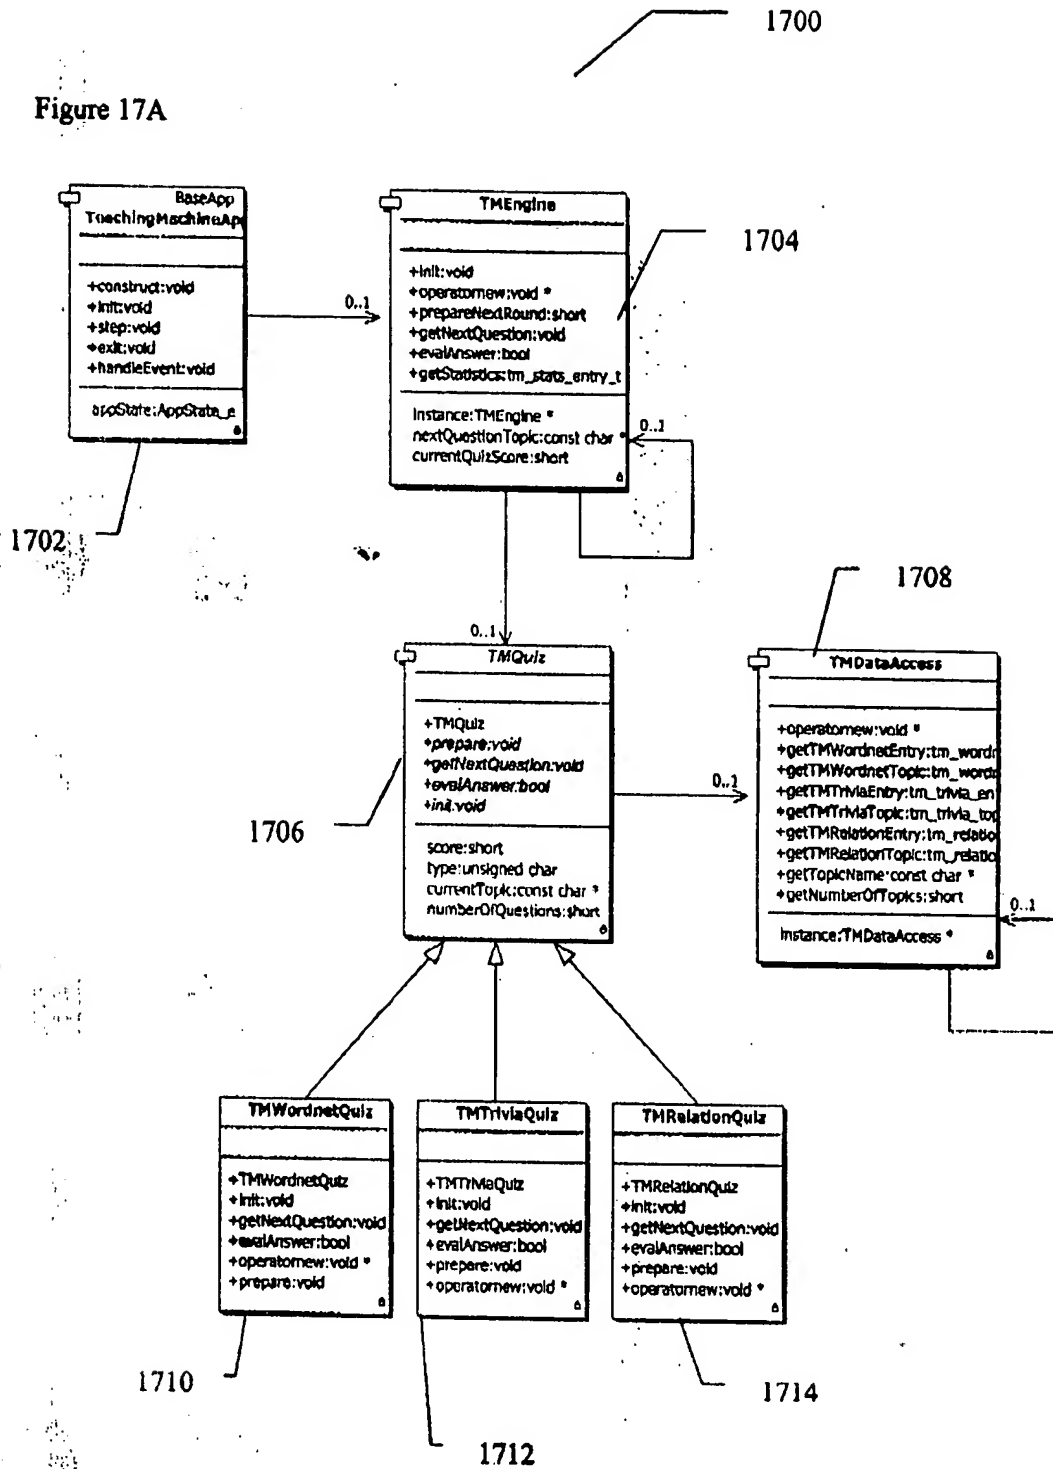 1700
Figure 17A
BaseApp
TeachingMachineApp
+construct:void
+init:void
+step:void
+exit:void
+handleEvent:void
appState:AppState_e
1702
0..1
TMEngine
+init:void
+operatornew:void *
+prepareNextRound:short
+getNextQuestion:void
+evalAnswer:bool
+getStatistics:tm_stats_entry_t
instance:TMEngine *
nextQuestionTopic:const char *
currentQuizScore:short
1704
0..1
0..1
TMQuiz
+TMQuiz
+prepare:void
+getNextQuestion:void
+evalAnswer:bool
+init:void
score:short
type:unsigned char
currentTopic:const char *
numberOfQuestions:short
1706
0..1
1708
TMDataAccess
+operatornew:void *
+getTMWordnetEntry:tm_wordn
+getTMWordnetTopic:tm_wordn
+getTMTriviaEntry:tm_trivia_en
+getTMTriviaTopic:tm_trivia_top
+getTMRelationEntry:tm_relatio
+getTMRelationTopic:tm_relatio
+getTopicName:const char *
+getNumberOfTopics:short
instance:TMDataAccess *
0..1
TMWordnetQuiz
+TMWordnetQuiz
+init:void
+getNextQuestion:void
+evalAnswer:bool
+operatornew:void *
+prepare:void
1710
TMTriviaQuiz
+TMTriviaQuiz
+init:void
+getNextQuestion:void
+evalAnswer:bool
+prepare:void
+operatornew:void *
1712
TMRelationQuiz
+TMRelationQuiz
+init:void
+getNextQuestion:void
+evalAnswer:bool
+prepare:void
+operatornew:void *
1714